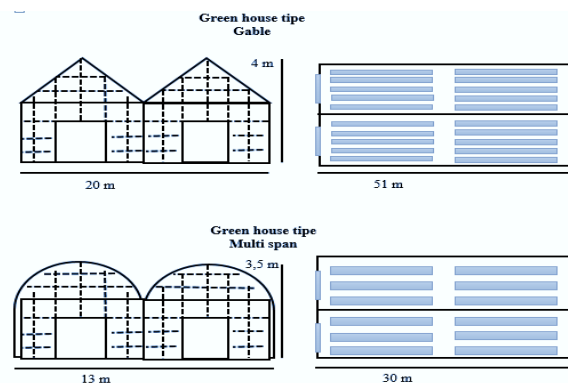 Green house tipe
Gable
4 m
20 m
51 m
Green house tipe
Multi span
3,5 m
13 m
30 m